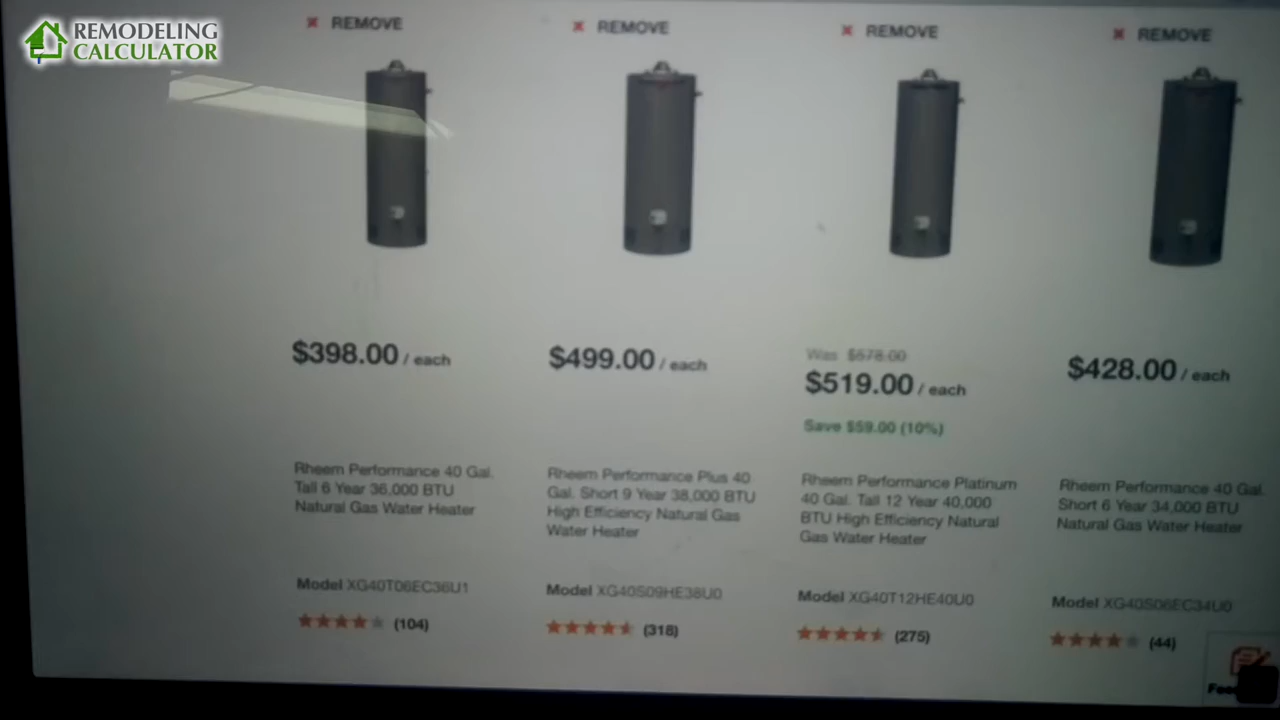 REMODELING
CALCULATOR
✖ REMOVE
✖ REMOVE
✖ REMOVE
✖ REMOVE
$398.00 / each
$499.00 / each
Was $578.00
$519.00 / each
Save $59.00 (10%)
$428.00 / each
Rheem Performance 40 Gal.
Tall 6 Year 36,000 BTU
Natural Gas Water Heater
Rheem Performance Plus 40
Gal. Short 9 Year 38,000 BTU
High Efficiency Natural Gas
Water Heater
Rheem Performance Platinum
40 Gal. Tall 12 Year 40,000
BTU High Efficiency Natural
Gas Water Heater
Rheem Performance 40 Gal.
Short 6 Year 34,000 BTU
Natural Gas Water Heater
Model XG40T06EC36U1
Model XG40S09HE38U0
Model XG40T12HE40U0
Model XG40S06EC34U0
(104)
(318)
(275)
(44)